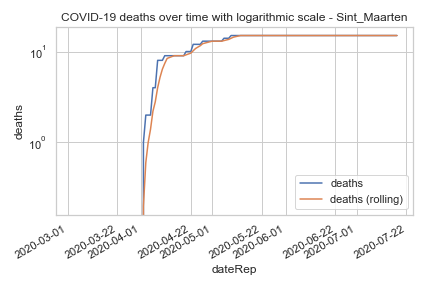 COVID-19 deaths over time with logarithmic scale - Sint_Maarten
deaths
10¹
10⁰
deaths
deaths (rolling)
2020-03-01
2020-03-22
2020-04-01
2020-04-22
2020-05-01
2020-05-22
2020-06-01
2020-06-22
2020-07-01
2020-07-22
dateRep